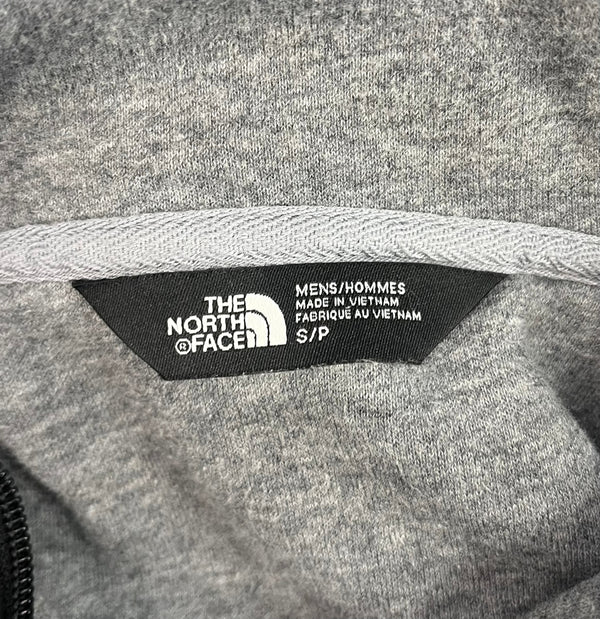 THE
NORTH
®FACE
MENS/HOMMES
MADE IN VIETNAM
FABRIQUÉ AU VIETNAM
S/P